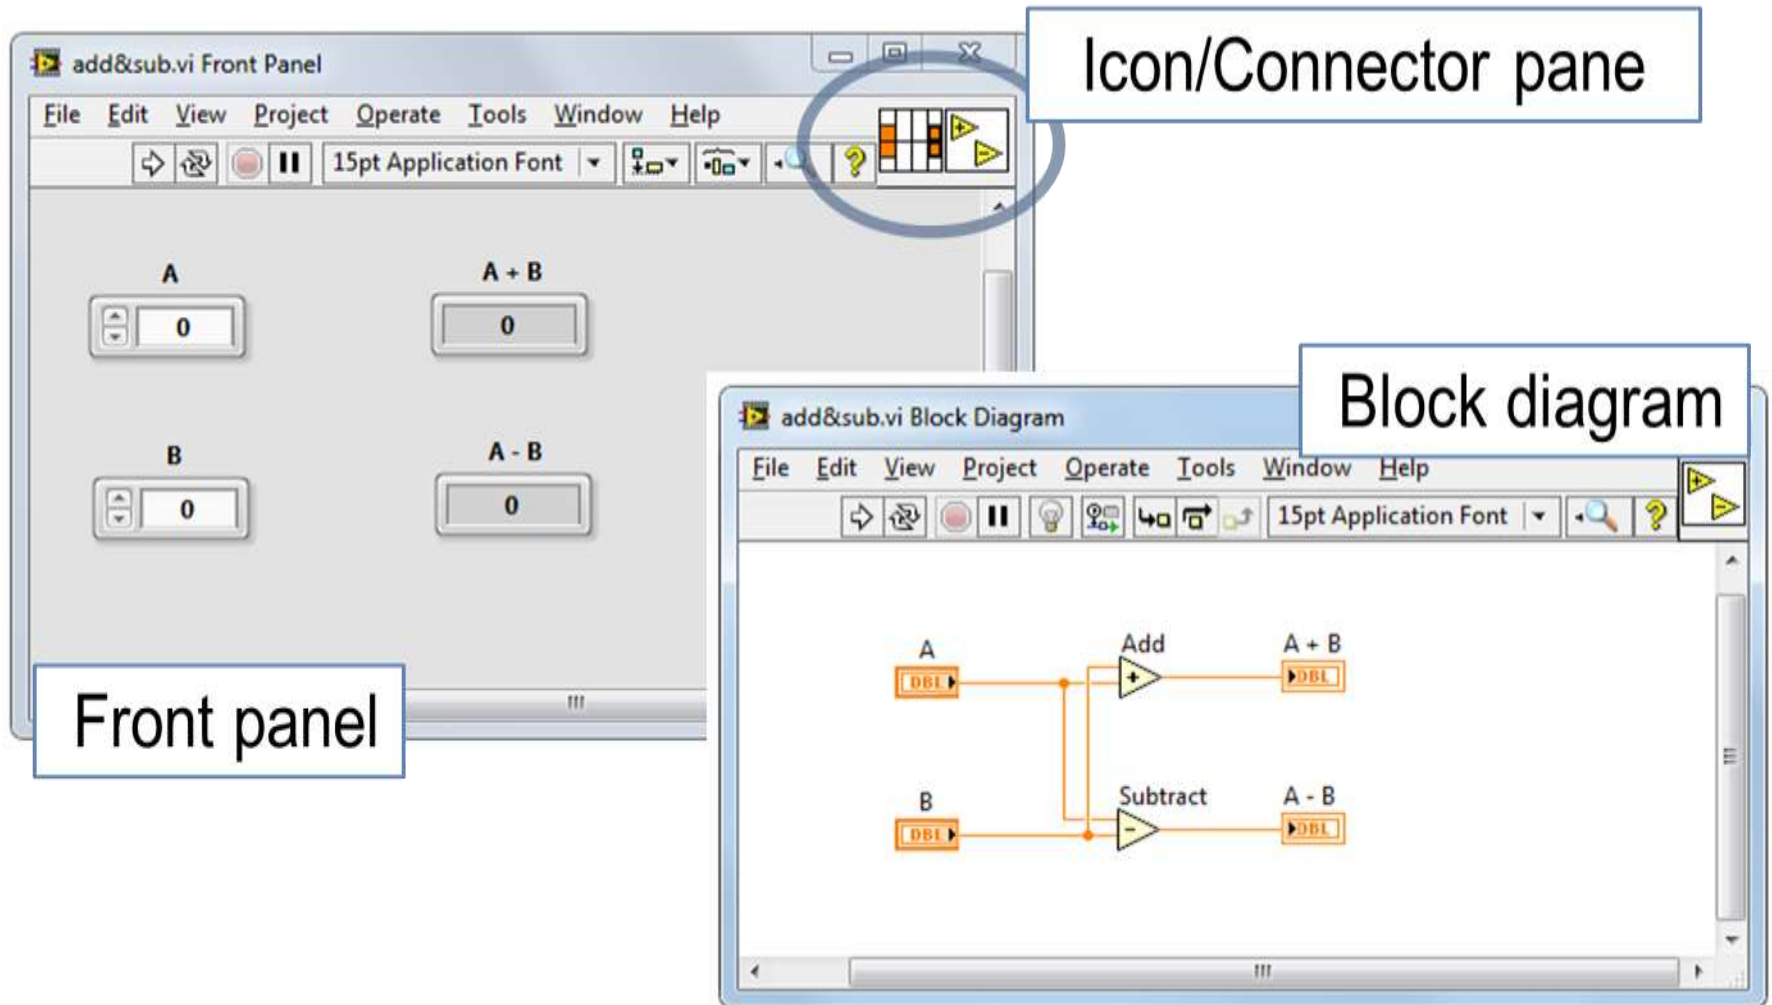 Icon/Connector pane
add&sub.vi Front Panel
File Edit View Project Operate Tools Window Help
15pt Application Font
A
0
A + B
0
B
0
A - B
0
Front panel
Block diagram
add&sub.vi Block Diagram
File Edit View Project Operate Tools Window Help
15pt Application Font
A
DBL
Add
A + B
DBL
B
DBL
Subtract
A - B
DBL